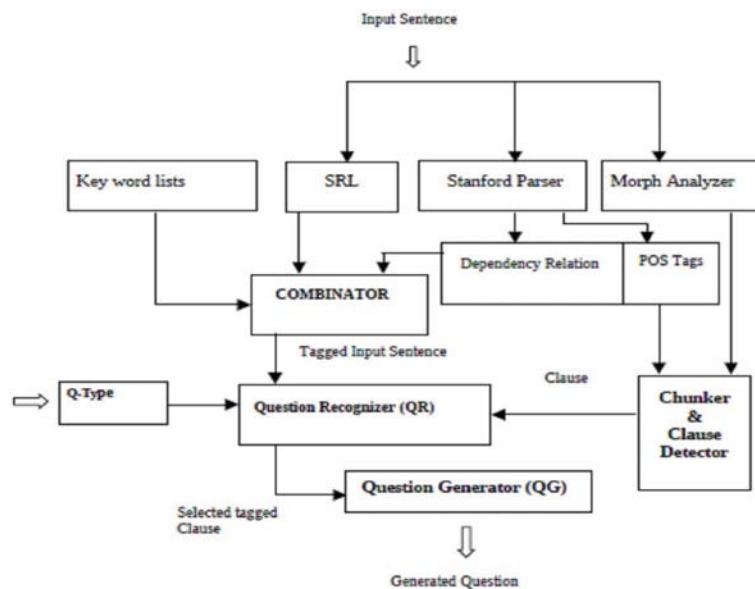 Input Sentence
Key word lists
SRL
Stanford Parser
Morph Analyzer
Dependency Relation
POS Tags
COMBINATOR
Tagged Input Sentence
Clause
Q-Type
Question Recognizer (QR)
Chunker
&
Clause
Detector
Question Generator (QG)
Selected tagged
Clause
Generated Question